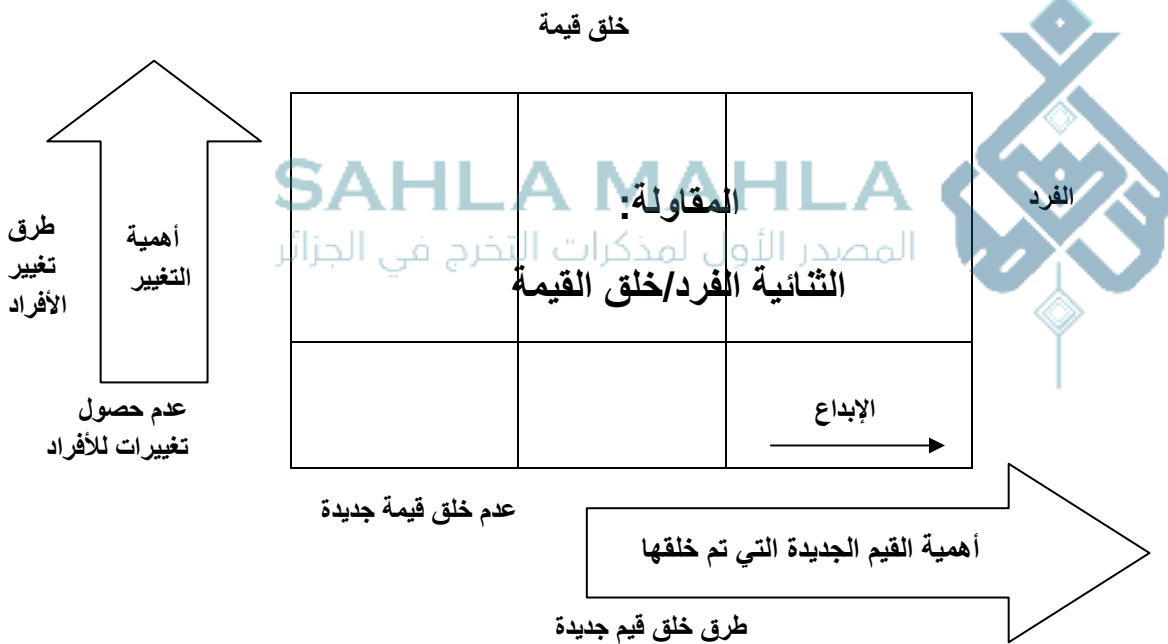 خلق قيمة
SAHLA MAHLA
المصدر الأول لمذكرات التخرج في الجزائر
المقاولة:
الثنائية الفرد/خلق القيمة
الفرد
أهمية
التغيير
طرق
تغيير
الأفراد
عدم حصول
تغييرات للأفراد
الإبداع
عدم خلق قيمة جديدة
أهمية القيم الجديدة التي تم خلقها
طرق خلق قيم جديدة